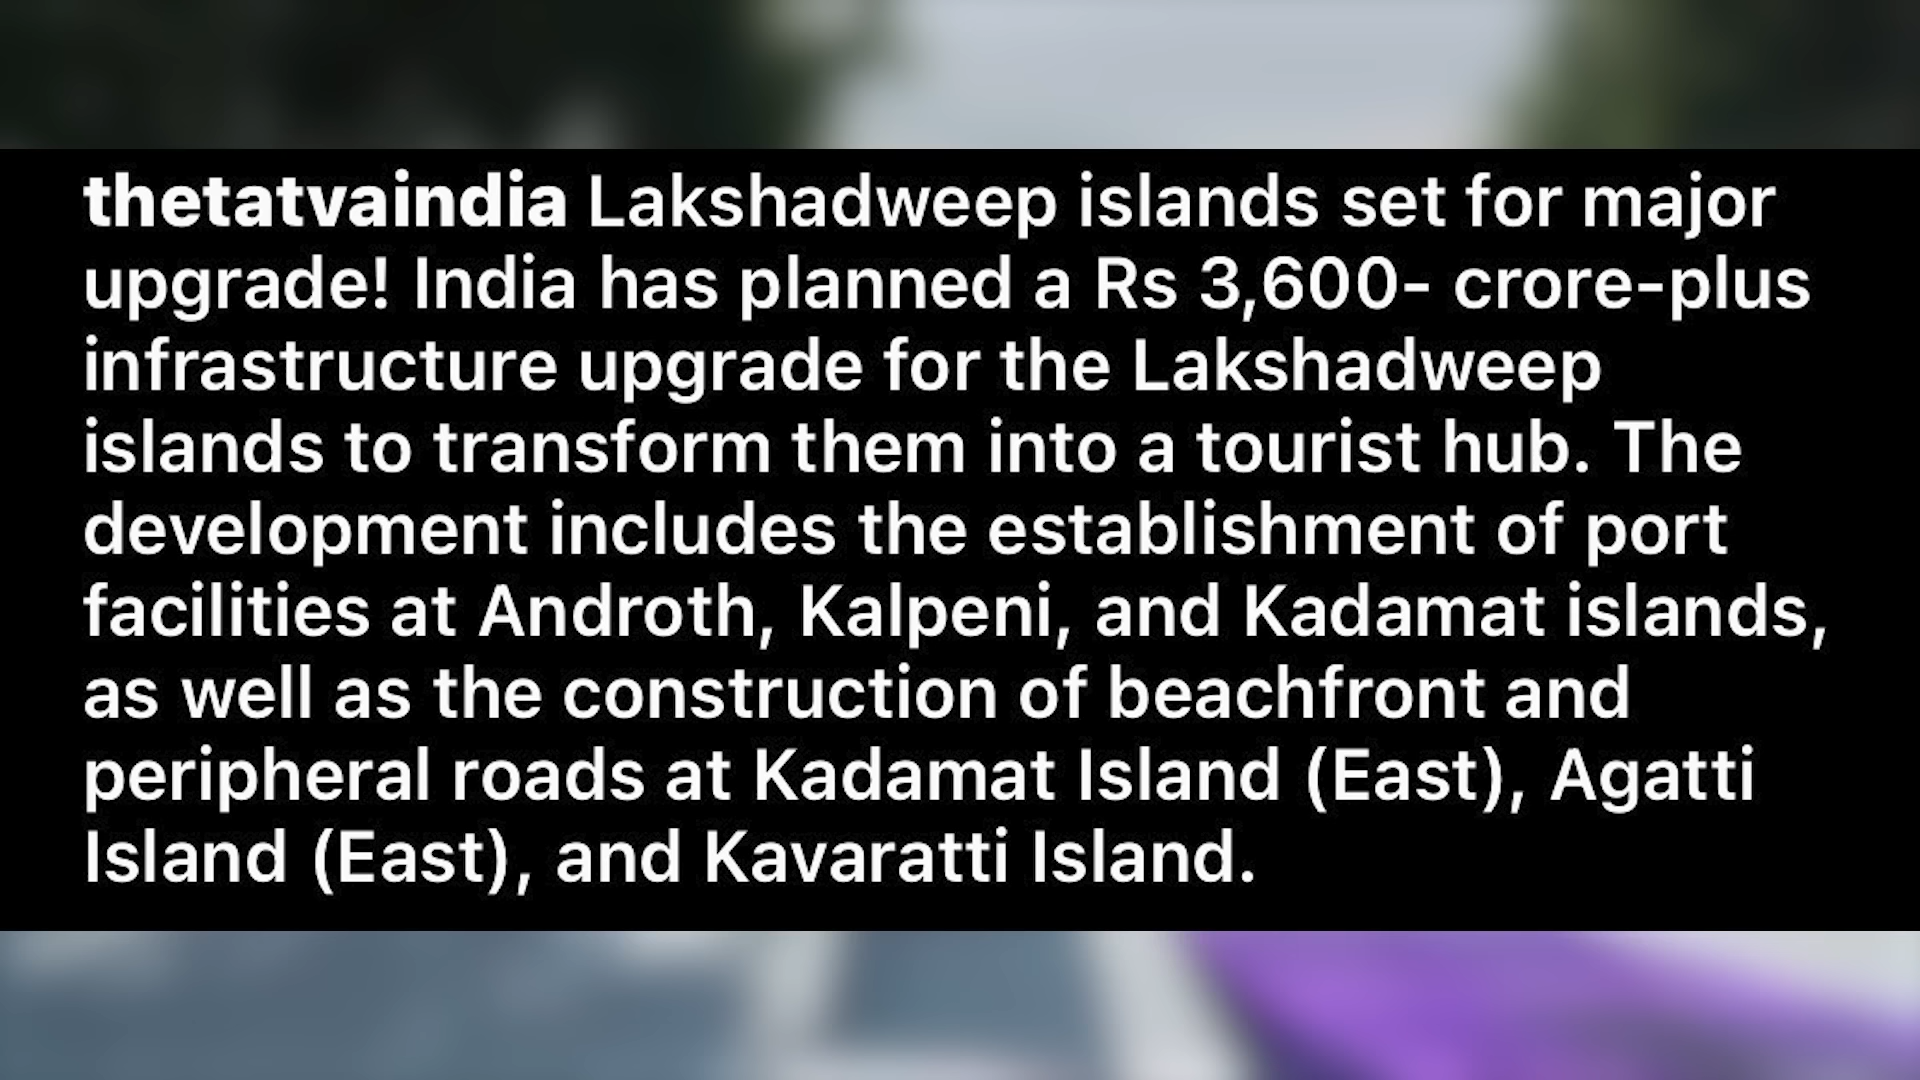 thetatvaindia Lakshadweep islands set for major
upgrade! India has planned a Rs 3,600- crore-plus
infrastructure upgrade for the Lakshadweep
islands to transform them into a tourist hub. The
development includes the establishment of port
facilities at Androth, Kalpeni, and Kadamat islands,
as well as the construction of beachfront and
peripheral roads at Kadamat Island (East), Agatti
Island (East), and Kavaratti Island.